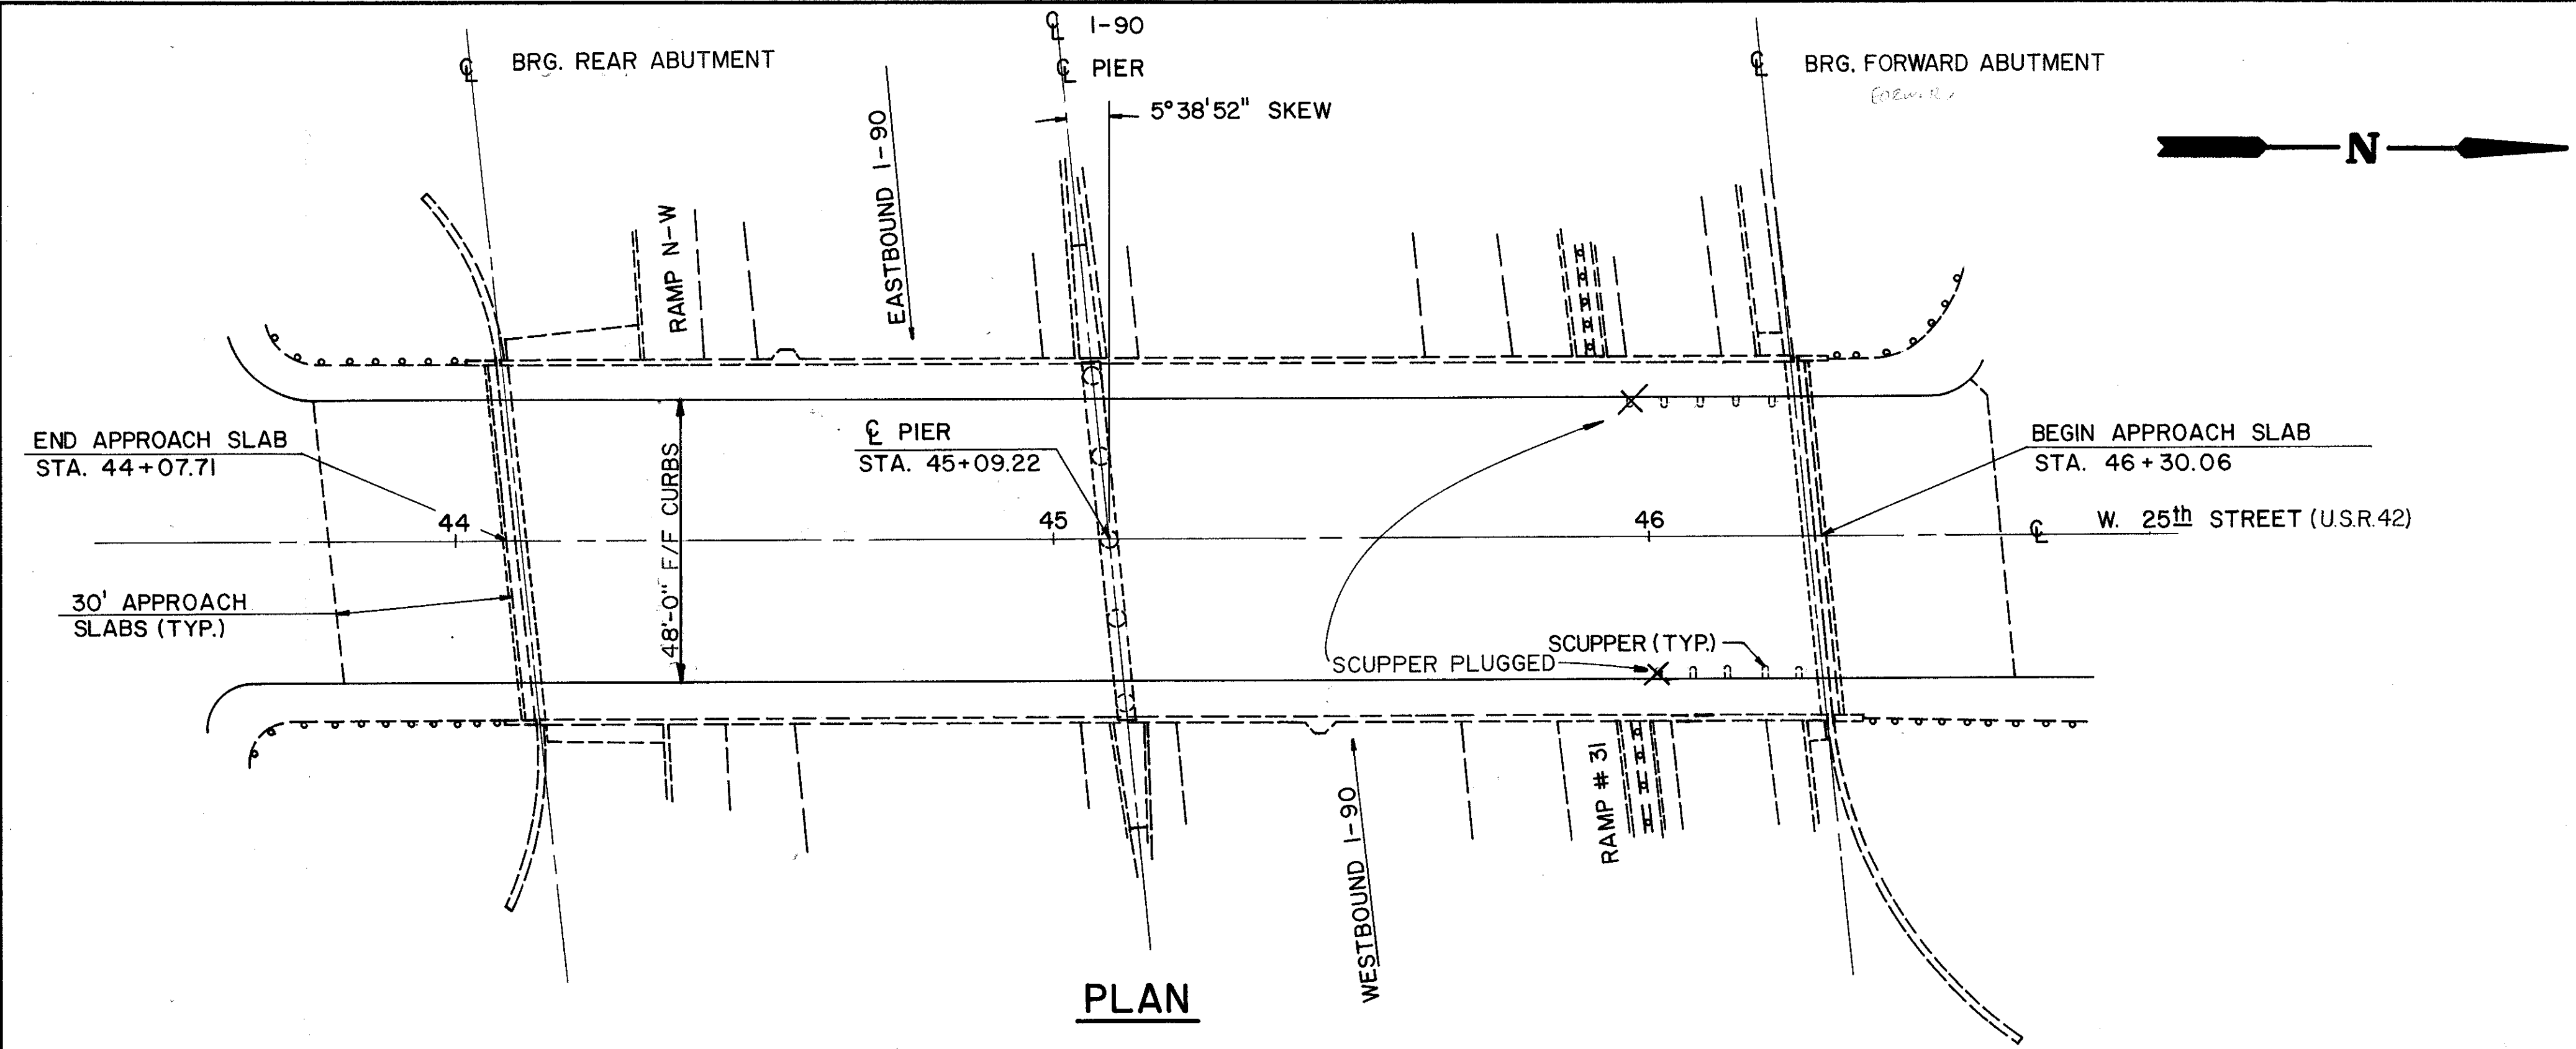 ℄ I-90
℄ BRG. REAR ABUTMENT
℄ PIER
℄ BRG. FORWARD ABUTMENT
5°38'52" SKEW
N
EASTBOUND I-90
RAMP N-W
END APPROACH SLAB
STA. 44+07.71
℄ PIER
STA. 45+09.22
BEGIN APPROACH SLAB
STA. 46+30.06
48'-0" F/F CURBS
44
45
46
℄ W. 25th STREET (U.S.R.42)
30' APPROACH
SLABS (TYP.)
SCUPPER (TYP.)
SCUPPER PLUGGED
RAMP # 31
WESTBOUND I-90
PLAN